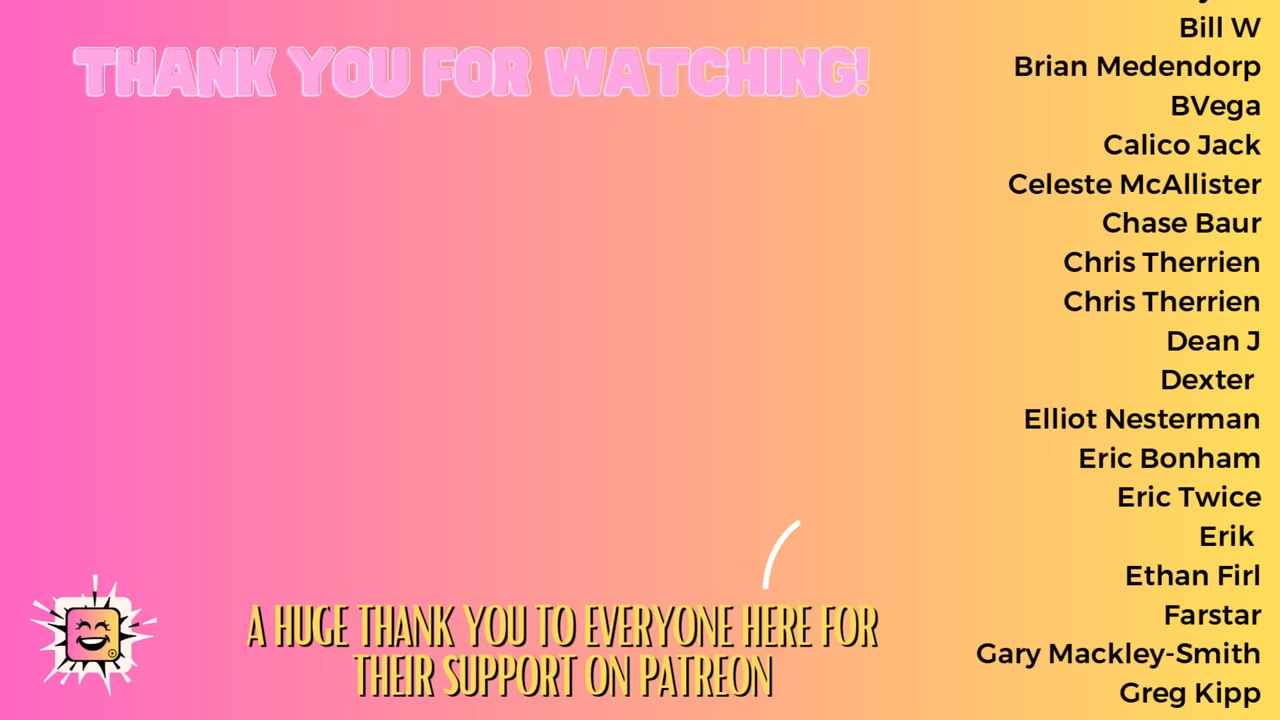 THANK YOU FOR WATCHING!
Bill W
Brian Medendorp
BVega
Calico Jack
Celeste McAllister
Chase Baur
Chris Therrien
Chris Therrien
Dean J
Dexter
Elliot Nesterman
Eric Bonham
Eric Twice
Erik
Ethan Firl
Farstar
Gary Mackley-Smith
Greg Kipp
A HUGE THANK YOU TO EVERYONE HERE FOR
THEIR SUPPORT ON PATREON